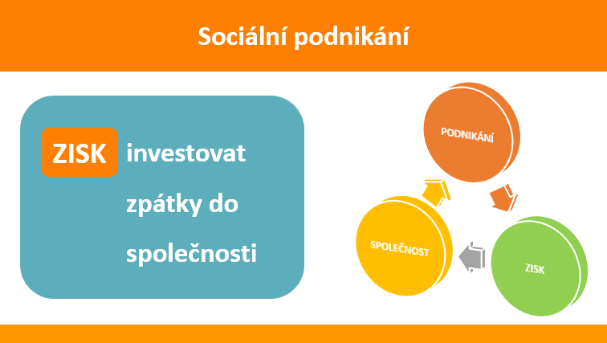 Sociální podnikání
ZISK investovat
zpátky do
společnosti
PODNIKÁNÍ
SPOLEČNOST
ZISK